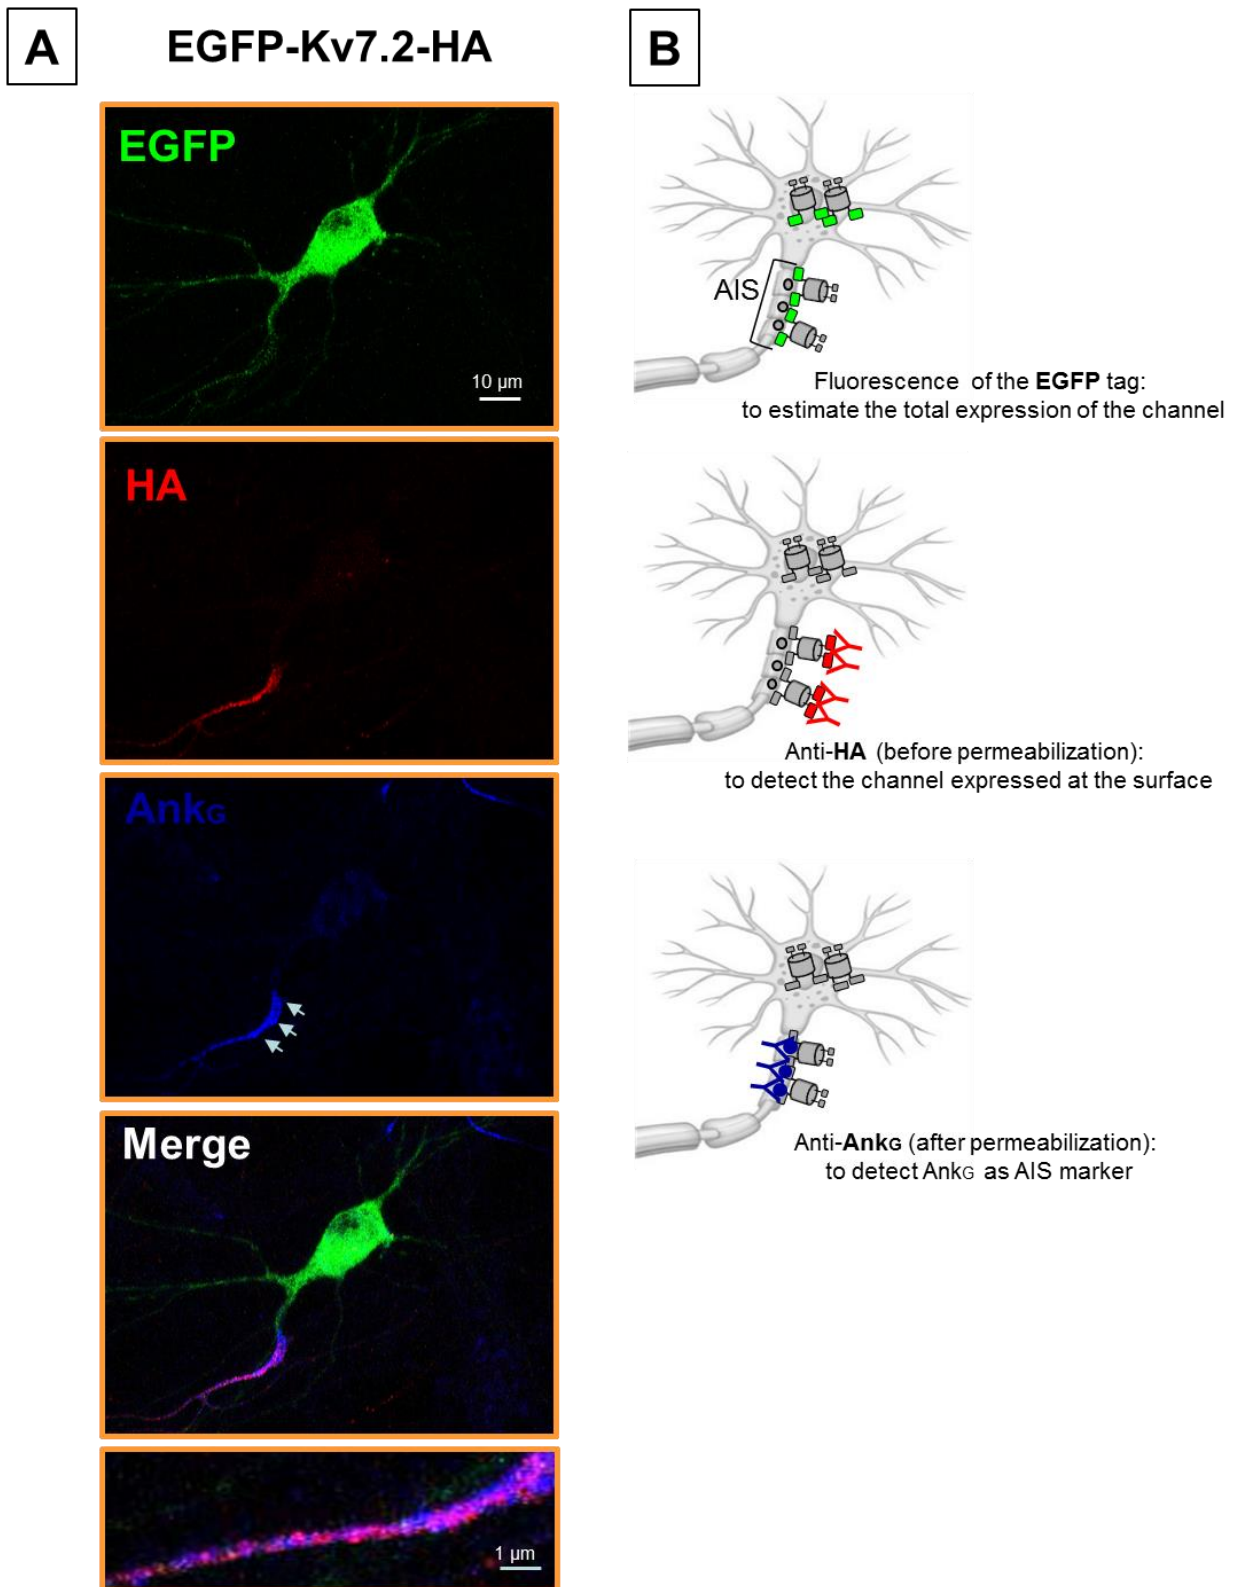 A
EGFP-Kv7.2-HA
EGFP
10 µm
HA
AnkG
Merge
1 µm
B
AIS
Fluorescence of the EGFP tag:
to estimate the total expression of the channel
Anti-HA (before permeabilization):
to detect the channel expressed at the surface
Anti-AnkG (after permeabilization):
to detect AnkG as AIS marker